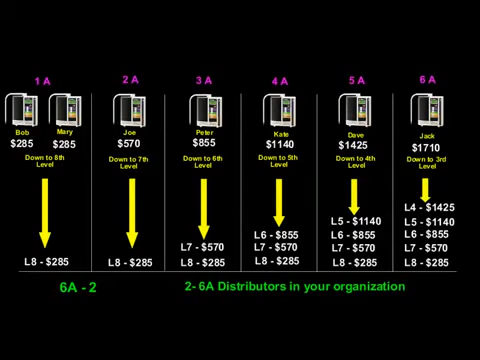 1 A
2 A
3 A
4 A
5 A
6 A
Bob
Mary
Joe
Peter
Kate
Dave
Jack
$285
$285
$570
$855
$1140
$1425
$1710
Down to 8th
Level
Down to 7th
Level
Down to 6th
Level
Down to 5th
Level
Down to 4th
Level
Down to 3rd
Level
L8 - $285
L8 - $285
L7 - $570
L8 - $285
L6 - $855
L7 - $570
L8 - $285
L5 - $1140
L6 - $855
L7 - $570
L8 - $285
L4 - $1425
L5 - $1140
L6 - $855
L7 - $570
L8 - $285
6A - 2
2- 6A Distributors in your organization